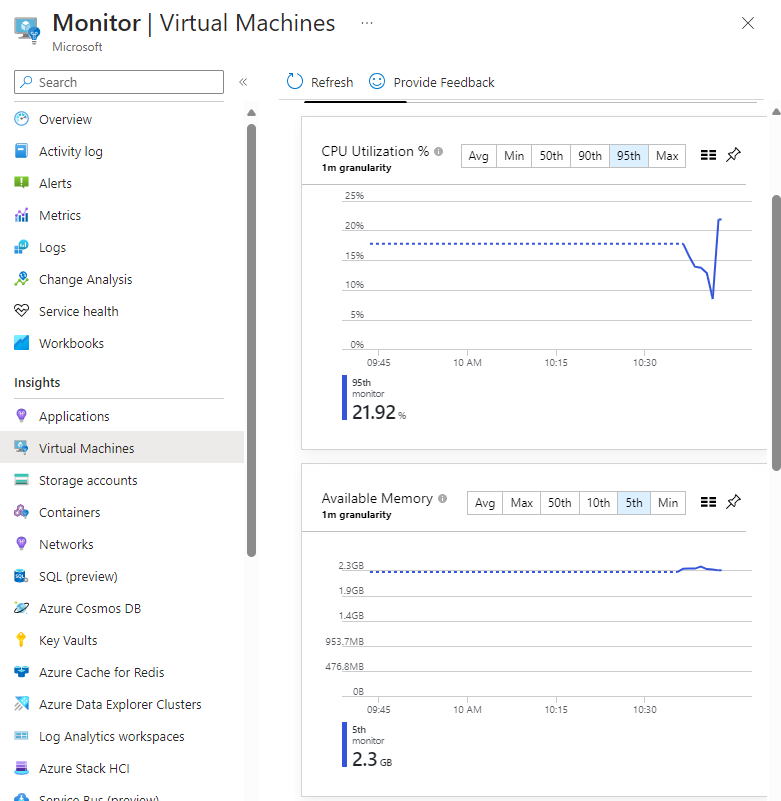 Monitor | Virtual Machines ...
Microsoft
Search «
Overview
Activity log
Alerts
Metrics
Logs
Change Analysis
Service health
Workbooks
Insights
Applications
Virtual Machines
Storage accounts
Containers
Networks
SQL (preview)
Azure Cosmos DB
Key Vaults
Azure Cache for Redis
Azure Data Explorer Clusters
Log Analytics workspaces
Azure Stack HCI
Service Bus (preview)
Refresh Provide Feedback
CPU Utilization %
1m granularity
Avg Min 50th 90th 95th Max
25%
20%
15%
10%
5%
0%
09:45 10 AM 10:15 10:30
95th
monitor
21.92 %
Available Memory
1m granularity
Avg Max 50th 10th 5th Min
2.3GB
1.9GB
1.4GB
953.7MB
476.8MB
0B
09:45 10 AM 10:15 10:30
5th
monitor
2.3 GB